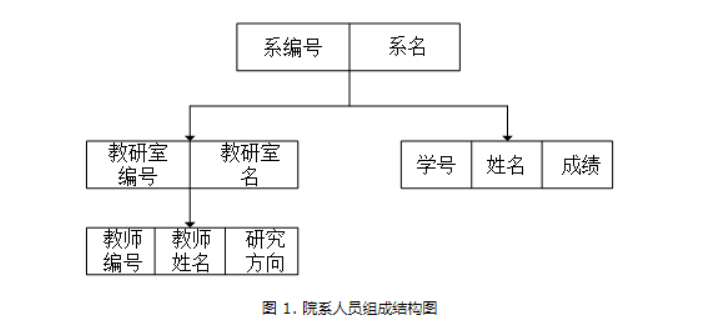 系编号 系名
教研室 教研室 学号 姓名 成绩
编号 名
教师 教师 研究
编号 姓名 方向
图 1. 院系人员组成结构图